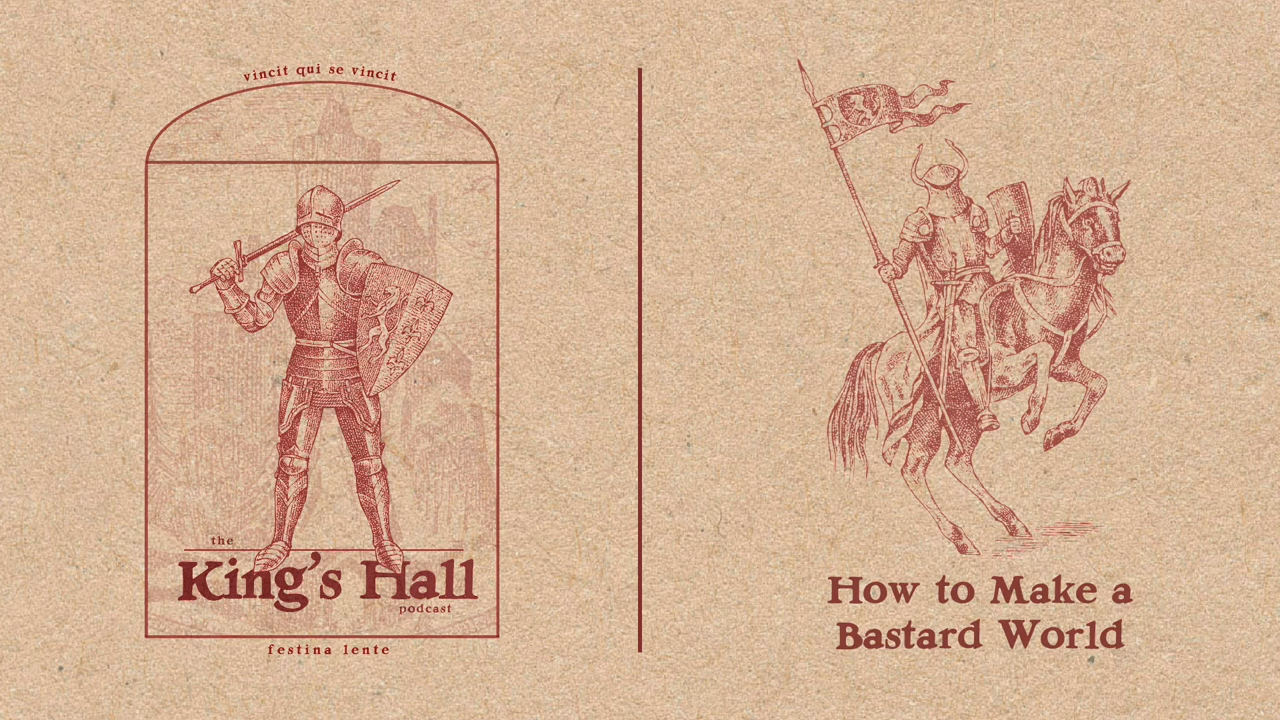 vincit qui se vincit
the
King's Hall
podcast
festina lente
How to Make a
Bastard World